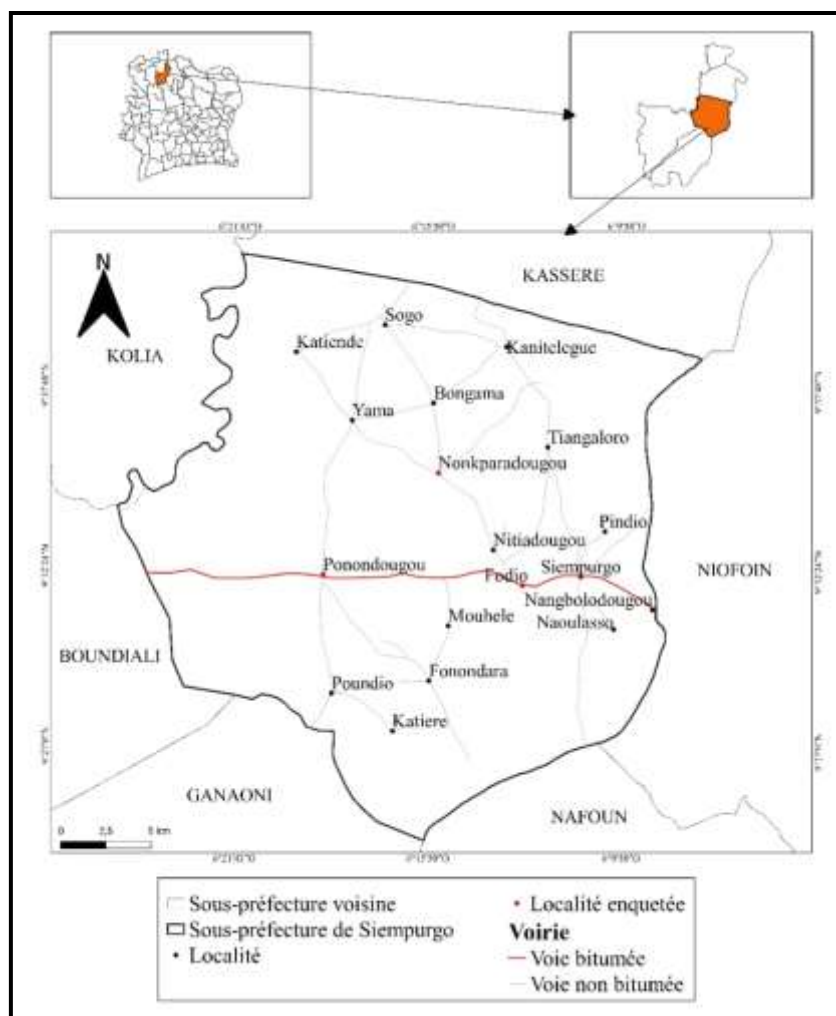 N
KASSERE
KOLIA
Sogo
Katiende
Kanitelegue
Bongama
Yama
Tiangaloro
Nonkparadougou
Pindio
Nitiadougou
Ponondougou
Siempurgo
Fodio
NIOFOIN
Nangbolodougou
Mouhele
Naoulasso
BOUNDIALI
Fonondara
Poundio
Katiere
GANAONI
NAFOUN
0 2,5 5 km
Sous-préfecture voisine
Sous-préfecture de Siempurgo
Localité
Localité enquetée
Voirie
Voie bitumée
Voie non bitumée